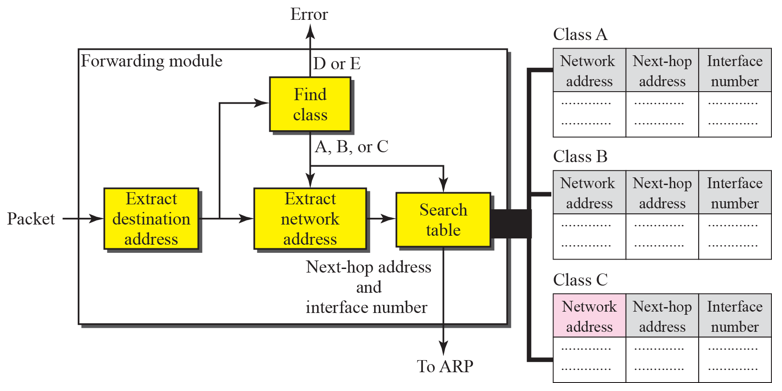 Error
Forwarding module
D or E
Find
class
A, B, or C
Packet
Extract
destination
address
Extract
network
address
Search
table
Next-hop address
and
interface number
To ARP
Class A
Network
address
Next-hop
address
Interface
number
............ ............ ............
............ ............ ............
Class B
Network
address
Next-hop
address
Interface
number
............ ............ ............
............ ............ ............
Class C
Network
address
Next-hop
address
Interface
number
............ ............ ............
............ ............ ............